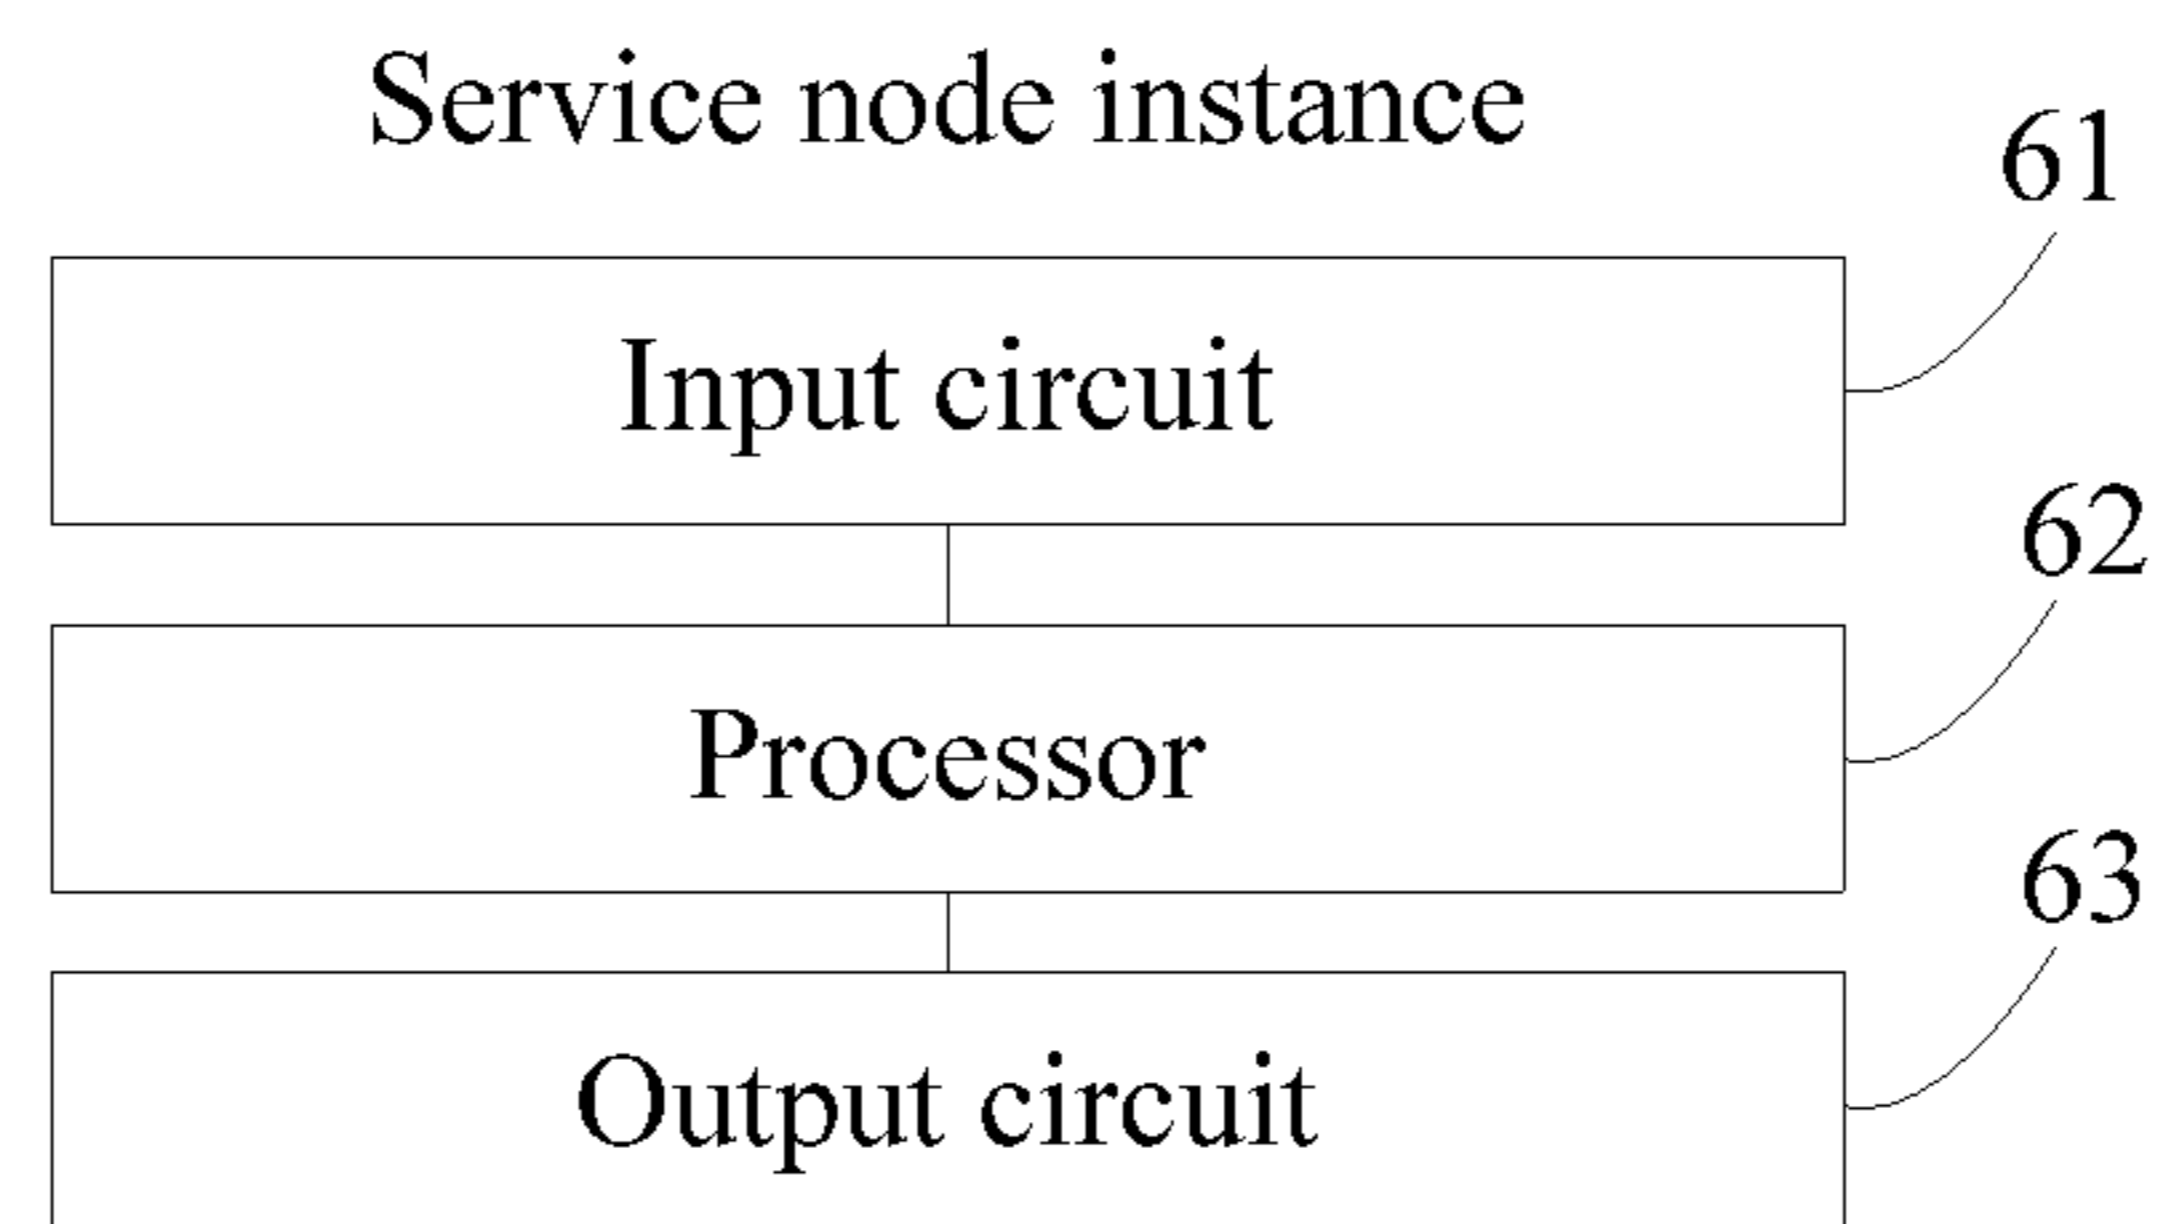 Service node instance
61
Input circuit
62
Processor
63
Output circuit